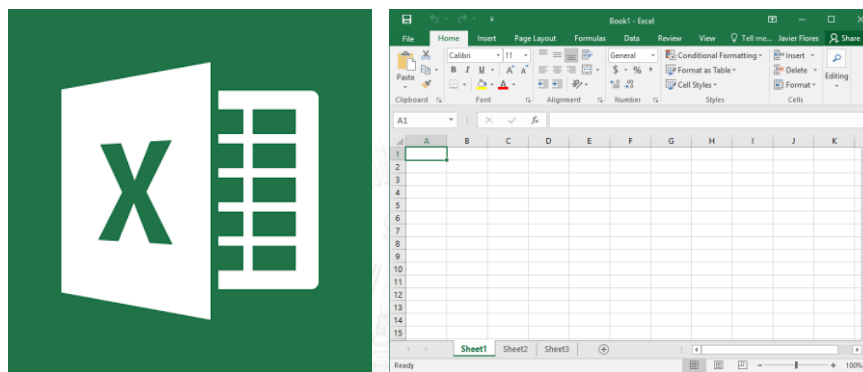 X
Book1 - Excel
File Home Insert Page Layout Formulas Data Review View Tell me... Javier Flores Share
Calibri 11 General Conditional Formatting Insert
Paste B I U A A $ % , Format as Table Delete Editing
A Cell Styles Format
Clipboard Font Alignment Number Styles Cells
A1 fx
A B C D E F G H I J K
1
2
3
4
5
6
7
8
9
10
11
12
13
14
15
Sheet1 Sheet2 Sheet3
Ready 100%